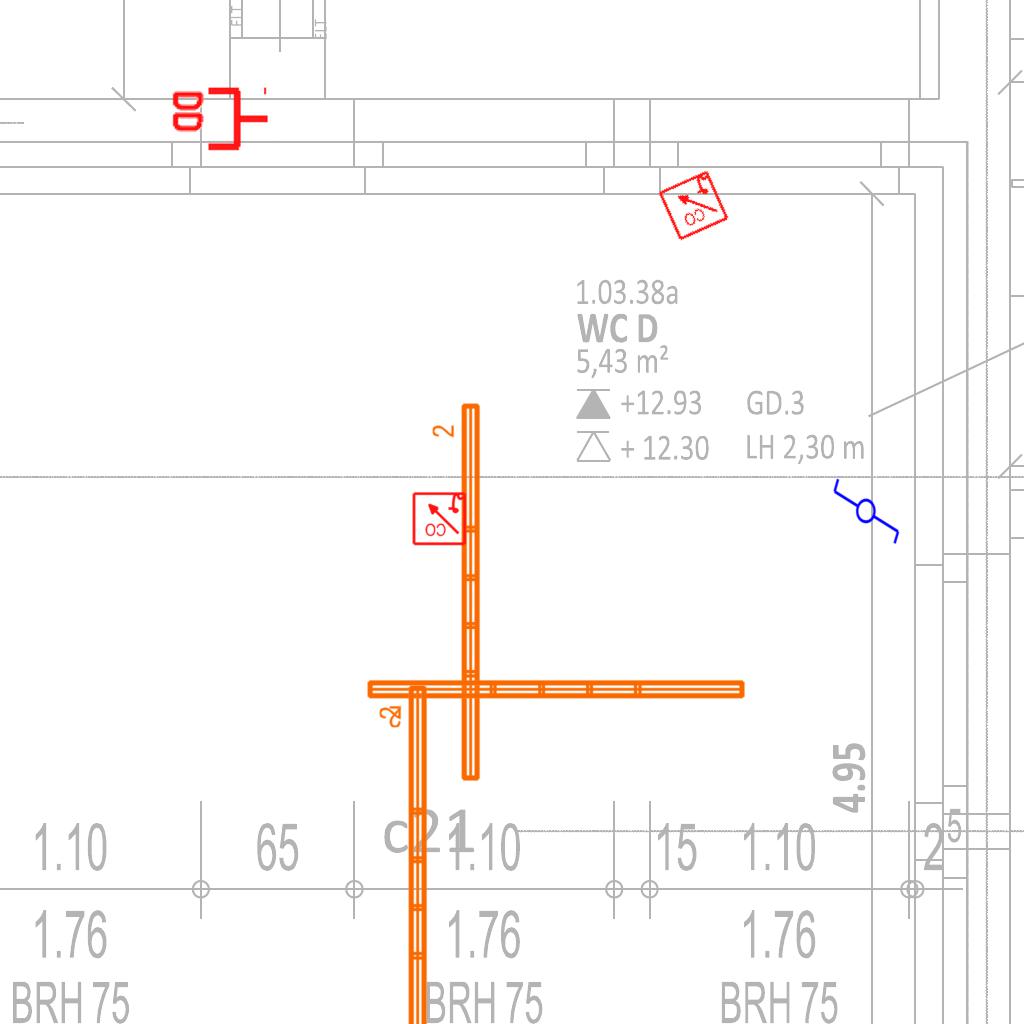 1.03.38a
WC D
5,43 m²
+12.93 GD.3
+ 12.30 LH 2,30 m
2
CO
CO
2
4.95
c21
1.10 65 1.10 15 1.10 2⁵
1.76 1.76 1.76
BRH 75 BRH 75 BRH 75